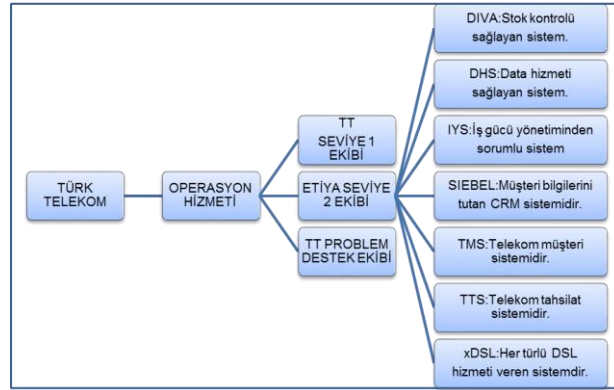 TÜRK
TELEKOM
OPERASYON
HİZMETİ
TT
SEVİYE 1
EKİBİ
ETİYA SEVİYE
2 EKİBİ
TT PROBLEM
DESTEK EKİBİ
DIVA:Stok kontrolü
sağlayan sistem.
DHS:Data hizmeti
sağlayan sistem.
IYS:İş gücü yönetiminden
sorumlu sistem
SIEBEL:Müşteri bilgilerini
tutan CRM sistemidir.
TMS:Telekom müşteri
sistemidir.
TTS:Telekom tahsilat
sistemidir.
xDSL:Her türlü DSL
hizmeti veren sistemdir.